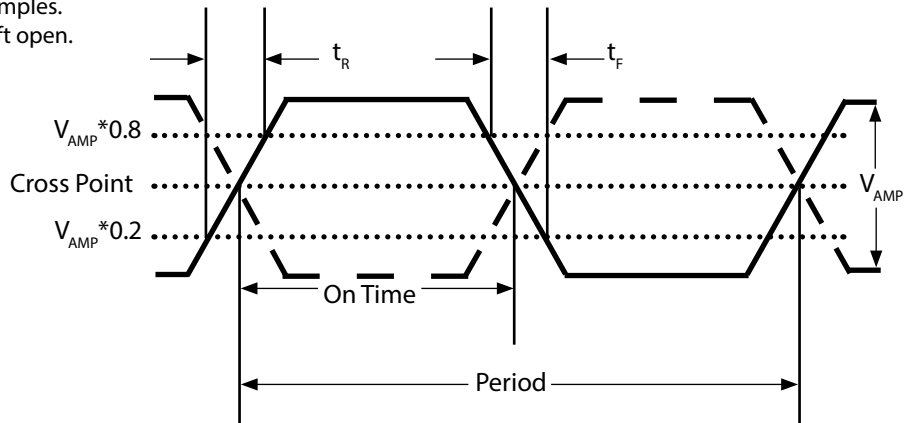 mples.
ft open.
t_R
t_F
V_AMP*0.8
Cross Point
V_AMP
V_AMP*0.2
On Time
Period